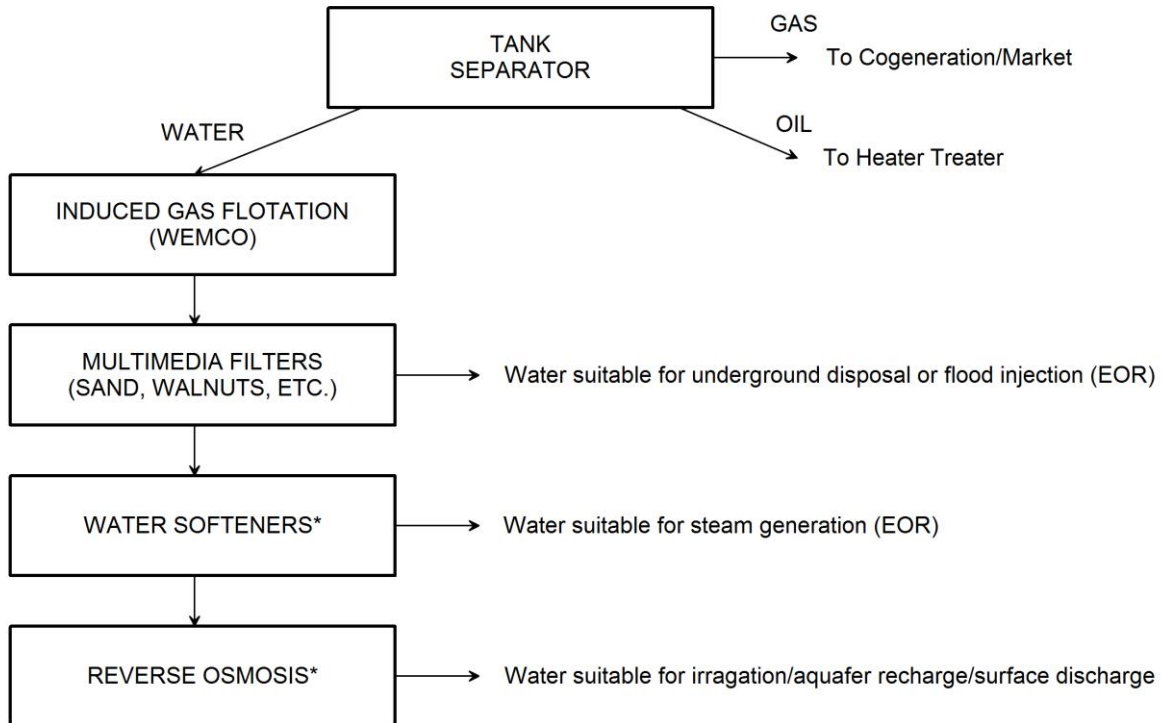 TANK
SEPARATOR
GAS
To Cogeneration/Market
WATER
OIL
To Heater Treater
INDUCED GAS FLOTATION
(WEMCO)
MULTIMEDIA FILTERS
(SAND, WALNUTS, ETC.)
Water suitable for underground disposal or flood injection (EOR)
WATER SOFTENERS*
Water suitable for steam generation (EOR)
REVERSE OSMOSIS*
Water suitable for irragation/aquafer recharge/surface discharge